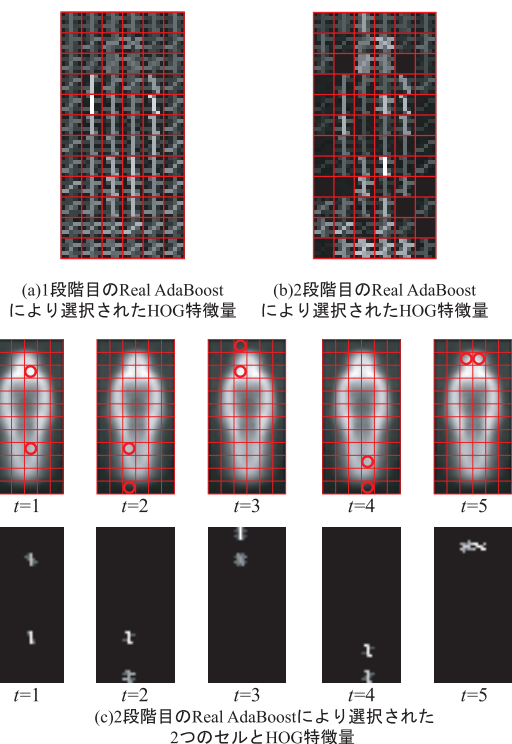 (a)1段階目のReal AdaBoost
により選択されたHOG特徴量
(b)2段階目のReal AdaBoost
により選択されたHOG特徴量
t=1
t=2
t=3
t=4
t=5
t=1
t=2
t=3
t=4
t=5
(c)2段階目のReal AdaBoostにより選択された
2つのセルとHOG特徴量